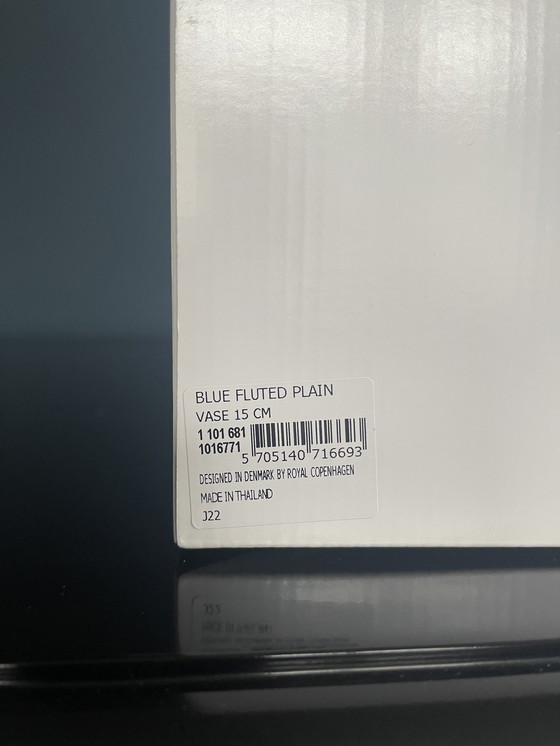 BLUE FLUTED PLAIN
VASE 15 CM
1 101 681
1016771
5 705140 716693
DESIGNED IN DENMARK BY ROYAL COPENHAGEN
MADE IN THAILAND
J22